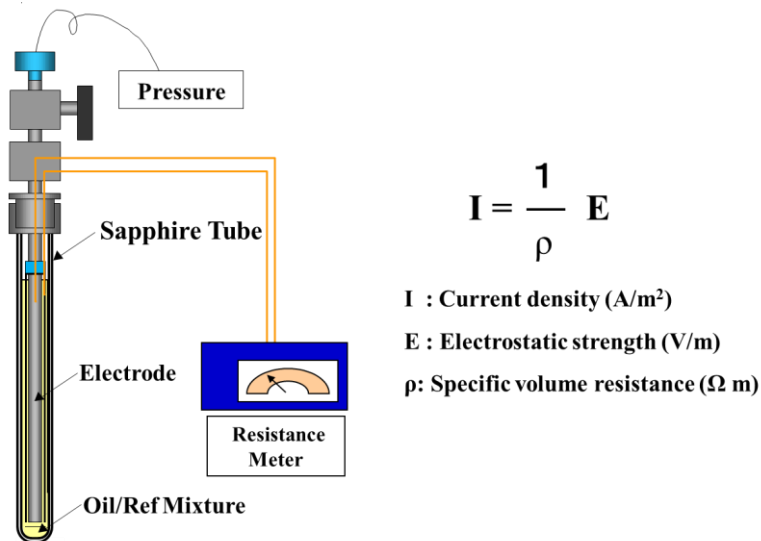 Pressure
Sapphire Tube
Electrode
Resistance
Meter
Oil/Ref Mixture
I = 1/ρ E
I : Current density (A/m²)
E : Electrostatic strength (V/m)
ρ: Specific volume resistance (Ω m)